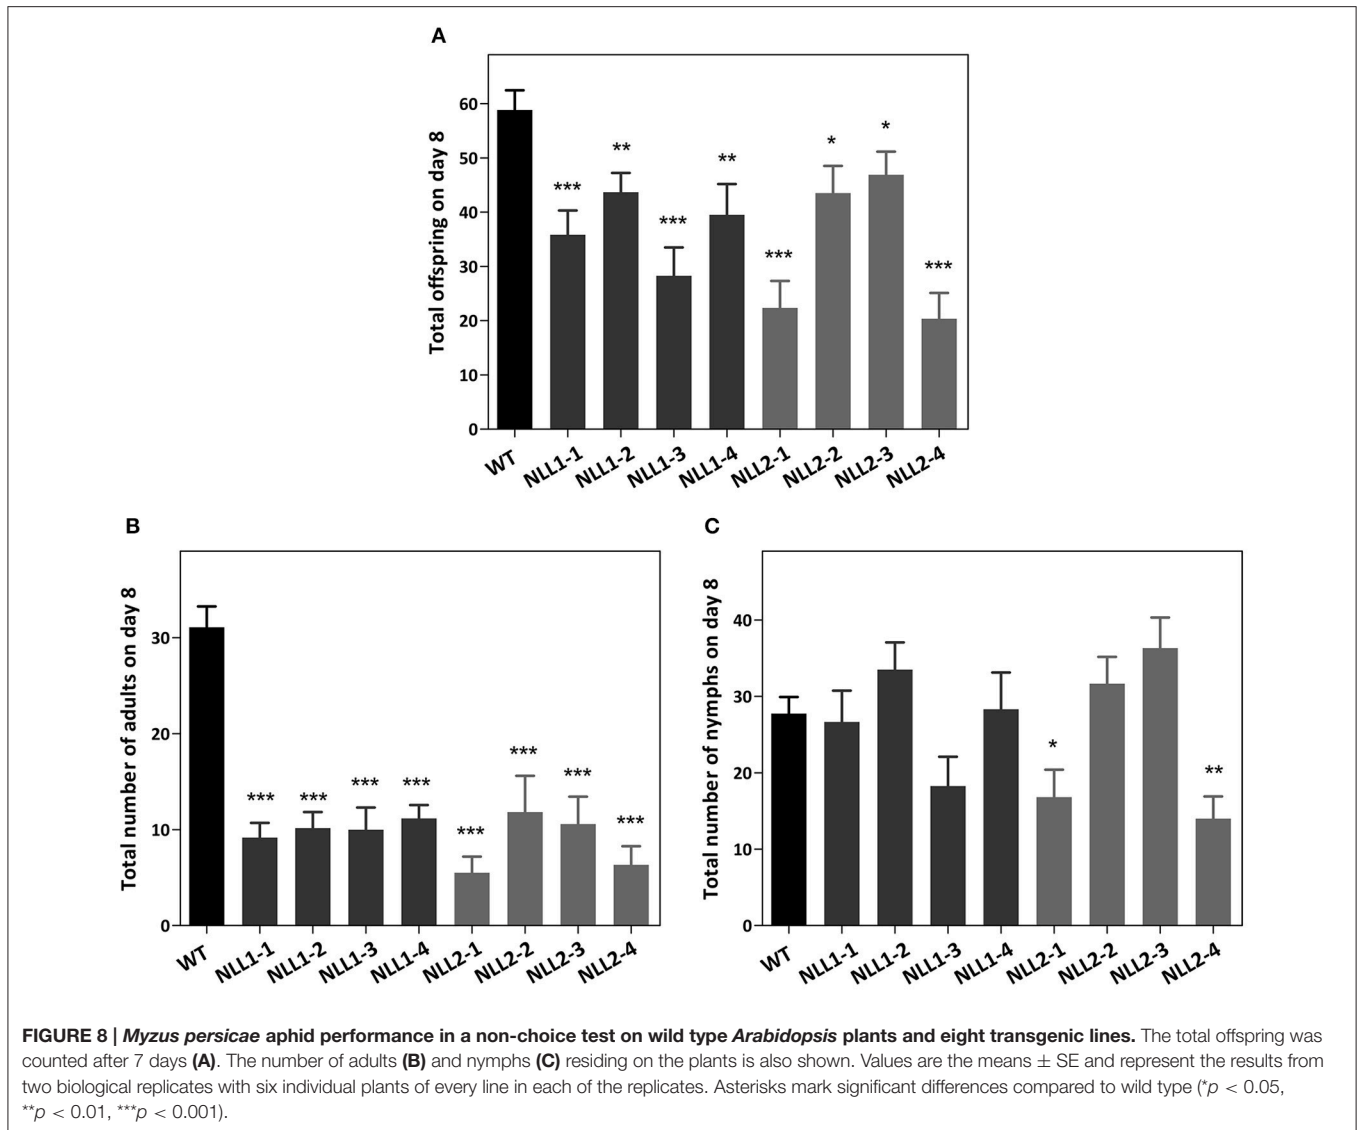 A
Total offspring on day 8
60
50
40
30
20
10
0
***
**
***
**
***
*
*
***
WT
NLL1-1
NLL1-2
NLL1-3
NLL1-4
NLL2-1
NLL2-2
NLL2-3
NLL2-4
B
Total number of adults on day 8
30
20
10
0
***
***
***
***
***
***
***
***
WT
NLL1-1
NLL1-2
NLL1-3
NLL1-4
NLL2-1
NLL2-2
NLL2-3
NLL2-4
C
Total number of nymphs on day 8
40
30
20
10
0
*
**
WT
NLL1-1
NLL1-2
NLL1-3
NLL1-4
NLL2-1
NLL2-2
NLL2-3
NLL2-4
FIGURE 8 | Myzus persicae aphid performance in a non-choice test on wild type Arabidopsis plants and eight transgenic lines. The total offspring was
counted after 7 days (A). The number of adults (B) and nymphs (C) residing on the plants is also shown. Values are the means ± SE and represent the results from
two biological replicates with six individual plants of every line in each of the replicates. Asterisks mark significant differences compared to wild type (*p < 0.05,
**p < 0.01, ***p < 0.001).